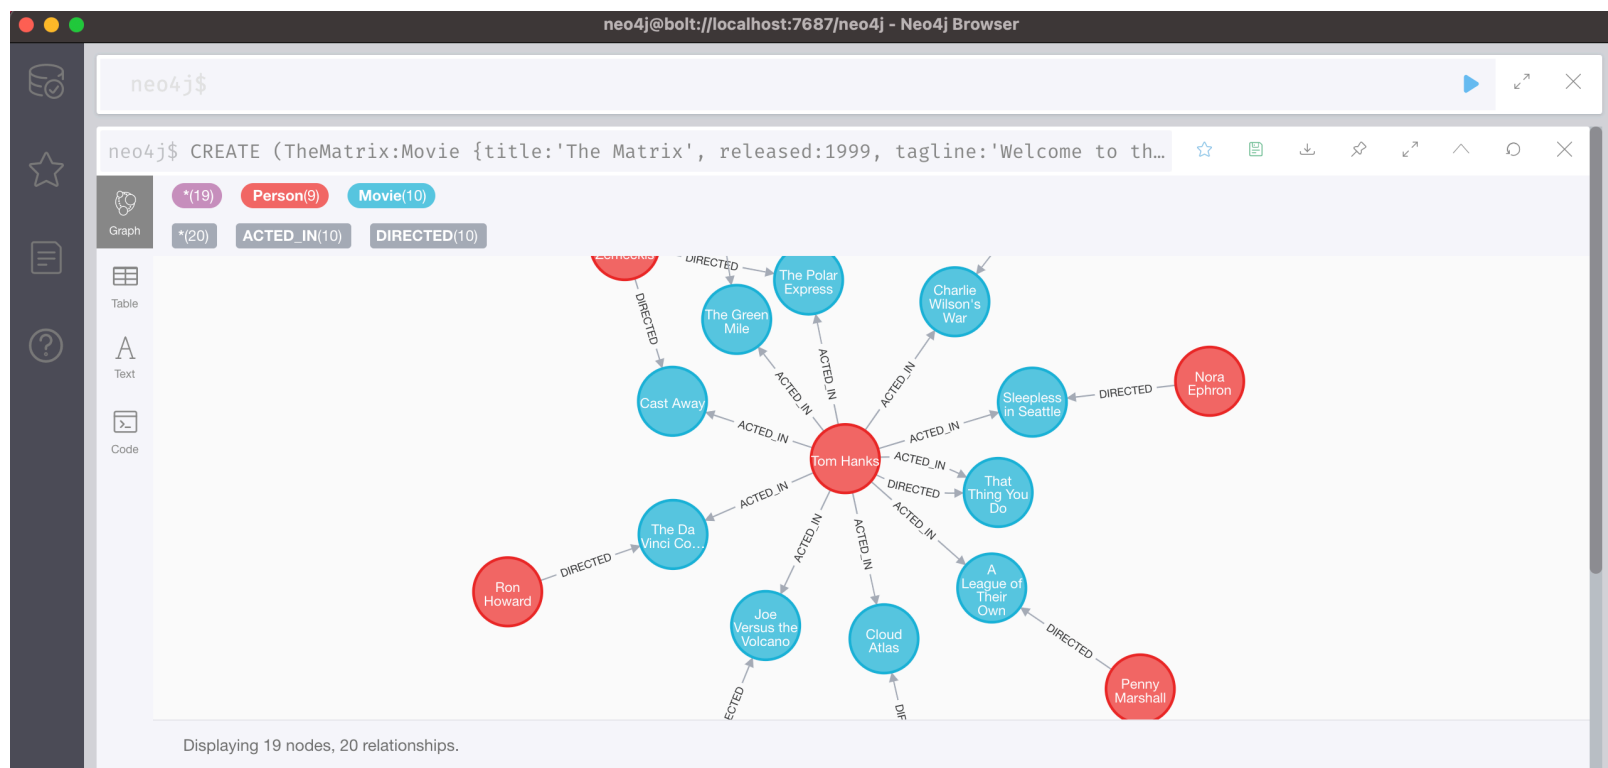 neo4j@bolt://localhost:7687/neo4j - Neo4j Browser
neo4j$
neo4j$ CREATE (TheMatrix:Movie {title:'The Matrix', released:1999, tagline:'Welcome to th…
*(19) Person(9) Movie(10)
Graph
*(20) ACTED_IN(10) DIRECTED(10)
Table
Text
Code
Zemeckis
DIRECTED
The Polar
Express
DIRECTED
The Green
Mile
Charlie
Wilson's
War
ACTED_IN
ACTED_IN
ACTED_IN
Nora
Ephron
DIRECTED
Sleepless
in Seattle
Cast Away
ACTED_IN
ACTED_IN
Tom Hanks
ACTED_IN
DIRECTED
That
Thing You
Do
ACTED_IN
ACTED_IN
The Da
Vinci Co…
ACTED_IN
ACTED_IN
DIRECTED
Ron
Howard
A
League of
Their
Own
Joe
Versus the
Volcano
Cloud
Atlas
DIRECTED
Penny
Marshall
ECTED
DIR
Displaying 19 nodes, 20 relationships.